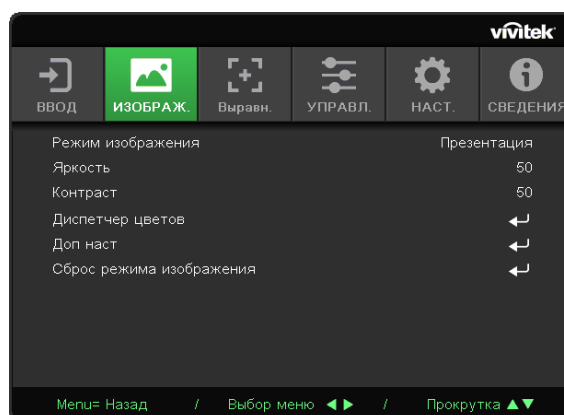 vivitek
ВВОД ИЗОБРАЖ. Выравн. УПРАВЛ. НАСТ. СВЕДЕНИЯ
Режим изображения Презентация
Яркость 50
Контраст 50
Диспетчер цветов
Доп наст
Сброс режима изображения
Menu= Назад / Выбор меню ◀ ▶ / Прокрутка ▲▼